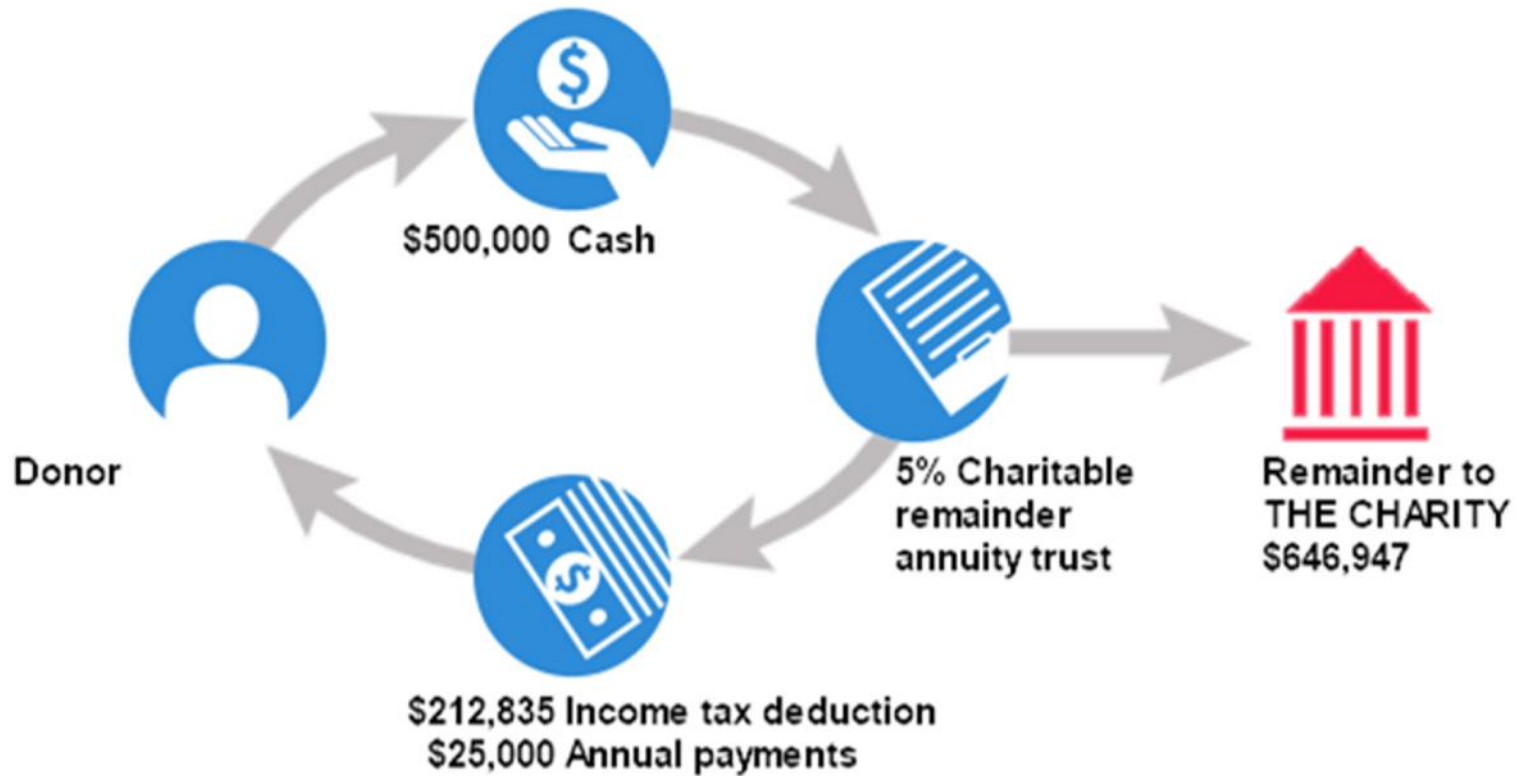 $500,000 Cash
Donor
5% Charitable
remainder
annuity trust
Remainder to
THE CHARITY
$646,947
$212,835 Income tax deduction
$25,000 Annual payments